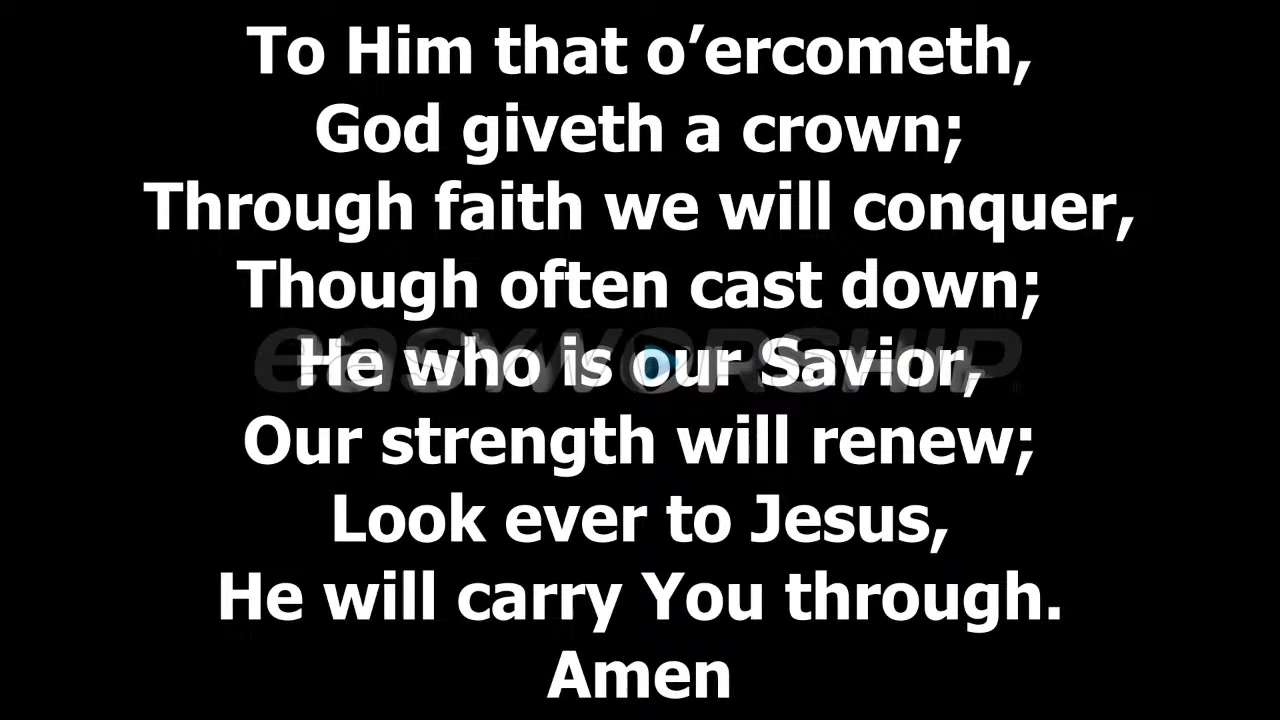 To Him that o’ercometh,
God giveth a crown;
Through faith we will conquer,
Though often cast down;
easyworship
He who is our Savior,
Our strength will renew;
Look ever to Jesus,
He will carry You through.
Amen